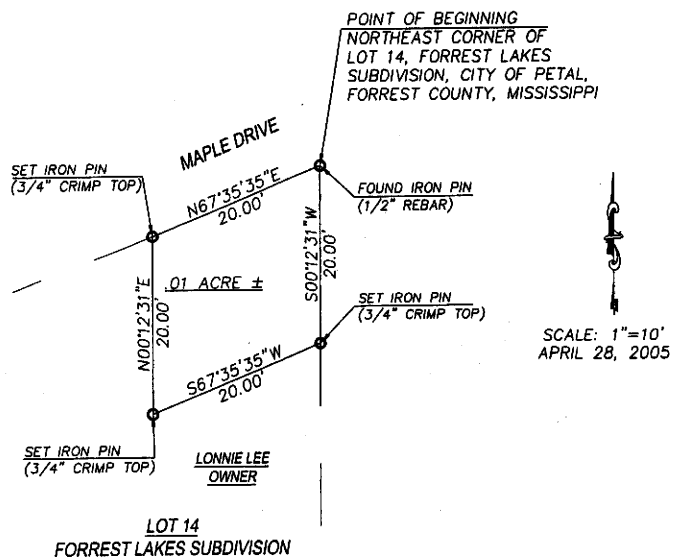 POINT OF BEGINNING
NORTHEAST CORNER OF
LOT 14, FORREST LAKES
SUBDIVISION, CITY OF PETAL,
FORREST COUNTY, MISSISSIPPI
MAPLE DRIVE
SET IRON PIN
(3/4" CRIMP TOP)
N67°35'35"E
20.00'
FOUND IRON PIN
(1/2" REBAR)
S00°12'31"W
20.00'
.01 ACRE ±
N00°12'31"E
20.00'
SET IRON PIN
(3/4" CRIMP TOP)
S67°35'35"W
20.00'
SCALE: 1"=10'
APRIL 28, 2005
SET IRON PIN
(3/4" CRIMP TOP)
LONNIE LEE
OWNER
LOT 14
FORREST LAKES SUBDIVISION